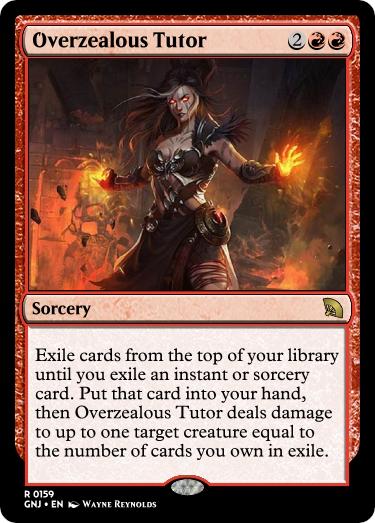 Overzealous Tutor 2
Sorcery
Exile cards from the top of your library
until you exile an instant or sorcery
card. Put that card into your hand,
then Overzealous Tutor deals damage
to up to one target creature equal to
the number of cards you own in exile.
R 0159
GNJ • EN Wayne Reynolds